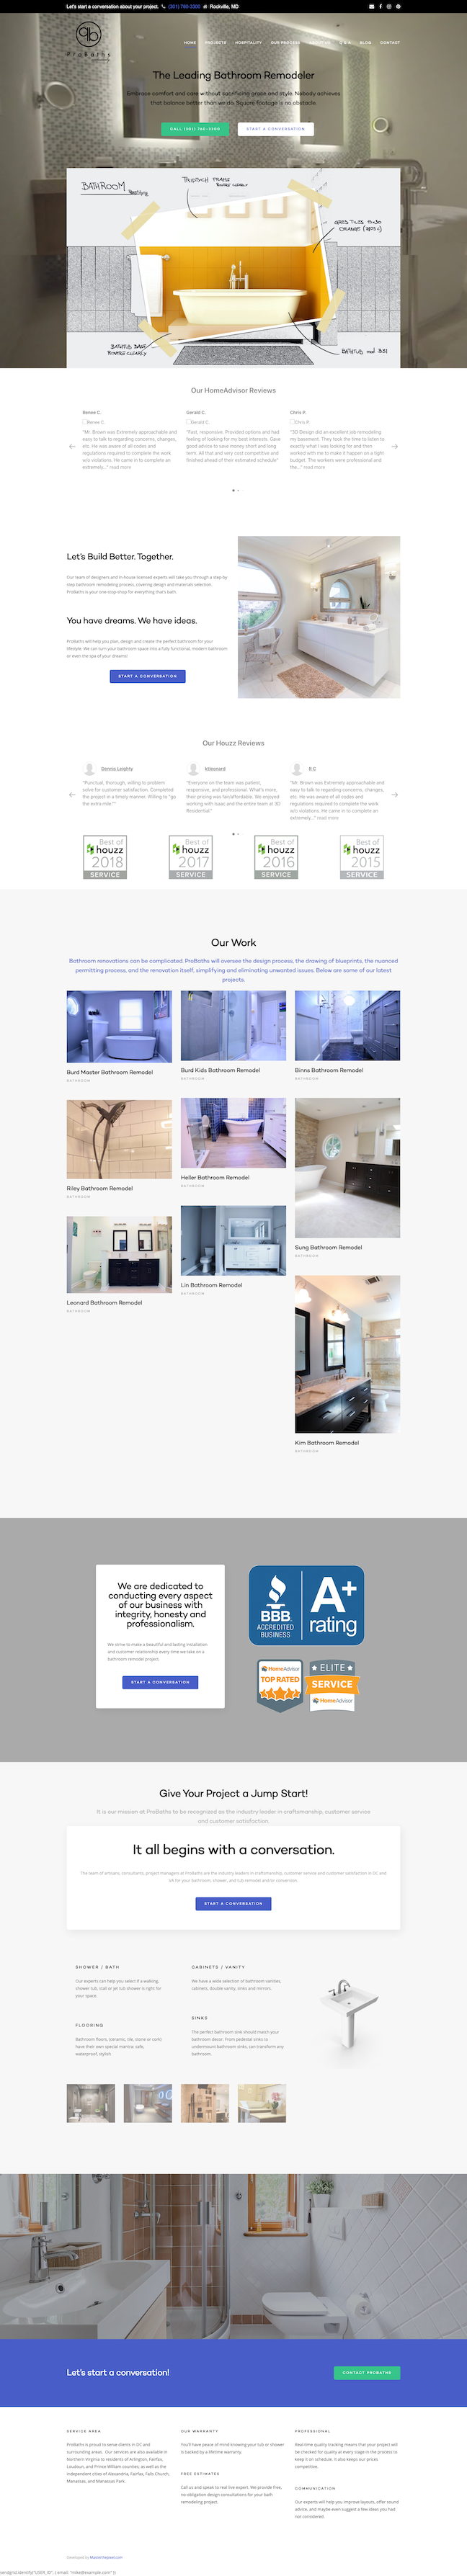 Let's start a conversation about your project. (301) 760-3300 Rockville, MD
ProBaths
HOME PROJECTS HOSPITALITY OUR PROCESS BLOG CONTACT
The Leading Bathroom Remodeler
Embrace comfort and care without sacrificing grace and style. Nobody achieves
that balance better than we do. Square footage is no obstacle.
CALL (301) 760-3300 START A CONVERSATION
BATHROOM
BATHTUB
Our HomeAdvisor Reviews
Renee C.
Renee C.
"Mr. Brown was Extremely approachable and
easy to talk to regarding concerns, changes,
etc. He was aware of all codes and
regulations required to complete the work
w/o violations. He came in to complete an
extremely..." read more
Gerald C.
Gerald C.
"Fast, responsive. Provided options and had
feeling of looking for my best interests. Gave
good advice to save money short and long
term. All that and very cost competitive and
finished ahead of their estimated schedule"
Chris P.
Chris P.
"3D Design did an excellent job remodeling
my basement. They took the time to listen to
exactly what I was looking for and then
worked with me to make it happen on a tight
budget. The workers were professional and
the..." read more
Let's Build Better. Together.
Our team of designers and in house licensed experts will take you through a step by
step bathroom remodeling process, covering design and materials selection.
ProBaths is your one-stop-shop for everything that's bath.
You have dreams. We have ideas.
ProBaths will help you plan, design and create the perfect bathroom for your
lifestyle. We can turn your bathroom space into a fully functional, modern bathroom
or even the spa of your dreams!
START A CONVERSATION
Our Houzz Reviews
Dennis Leights
"Punctual, thorough, willing to problem
solve for customer satisfaction. Completed
the project in a timely manner. Willing to "go
the extra mile.""
"Everyone on the team was patient,
responsive, and professional. What's more,
their pricing was fair/affordable. We enjoyed
working with Isaac and the entire team at 3D
Residential."
R C
"Mr. Brown was Extremely approachable and
easy to talk to regarding concerns, changes,
etc. He was aware of all codes and
regulations required to complete the work.
w/o violations. He came in to complete an
extremely..." read more
Best of houzz 2018 SERVICE
Best of houzz 2017 SERVICE
Best of houzz 2016 SERVICE
Best of houzz 2015 SERVICE
Our Work
Bathroom renovations can be complicated. ProBaths will oversee the design process, the drawing of blueprints, the nuanced
permitting process, and the renovation itself, simplifying and eliminating unwanted issues. Below are some of our latest
projects.
Burd Master Bathroom Remodel
BATHROOM
Burd Kids Bathroom Remodel
BATHROOM
Binns Bathroom Remodel
BATHROOM
Riley Bathroom Remodel
BATHROOM
Heller Bathroom Remodel
BATHROOM
Sung Bathroom Remodel
BATHROOM
Leonard Bathroom Remodel
BATHROOM
Lin Bathroom Remodel
BATHROOM
Kim Bathroom Remodel
BATHROOM
We are dedicated to
conducting every aspect
of our business with
integrity, honesty and
professionalism.
We strive to make a beautiful and lasting installation
and customer relationship every time we take on a
bathroom remodel project.
START A CONVERSATION
BBB
ACCREDITED
BUSINESS
A+
rating
HomeAdvisor
TOP RATED
ELITE
SERVICE
HomeAdvisor
Give Your Project a Jump Start!
It is our mission at ProBaths to be recognized as the industry leader in craftsmanship, customer service
and customer satisfaction.
It all begins with a conversation.
The team of artisans, consultants, project managers at ProBaths are the industry leaders in craftsmanship, customer service and customer satisfaction in DC and
VA for your bathroom, shower, and tub remodel and/or conversion.
START A CONVERSATION
SHOWER / BATH
Our experts can help you select if a walking,
shower tub, stall or jet tub shower is right for
your space.
FLOORING
Bathroom floors, (ceramic, tile, stone or cork)
have their own special mantra: safe,
waterproof, stylish
CABINETS / VANITY
We have a wide selection of bathroom vanities,
cabinets, double vanity, sinks and mirrors.
SINKS
The perfect bathroom sink should match your
bathroom decor. From pedestal sinks to
undermount bathroom sinks, can transform any
bathroom.
Let's start a conversation!
CONTACT PROBATHS
SERVICE AREA
ProBaths is proud to serve clients in DC and
surrounding areas. Our services are also available in
Northern Virginia to residents of Arlington, Fairfax,
Loudoun, and Prince William counties, as well as the
independent cities of Alexandria, Fairfax, Falls Church,
Manassas, and Manassas Park.
OUR WARRANTY
You'll have peace of mind knowing your tub or shower
is backed by a lifetime warranty.
FREE ESTIMATES
Call us and speak to real live expert. We provide free,
no-obligation design consultations for your bath
remodeling project.
PROFESSIONAL
Real-time quality tracking means that your project will
be checked for quality at every stage in the process to
keep it on schedule. It also keeps our prices
competitive.
COMMUNICATION
Our experts will help you improve layouts, offer sound
advice, and maybe even suggest a few ideas you had
not considered.